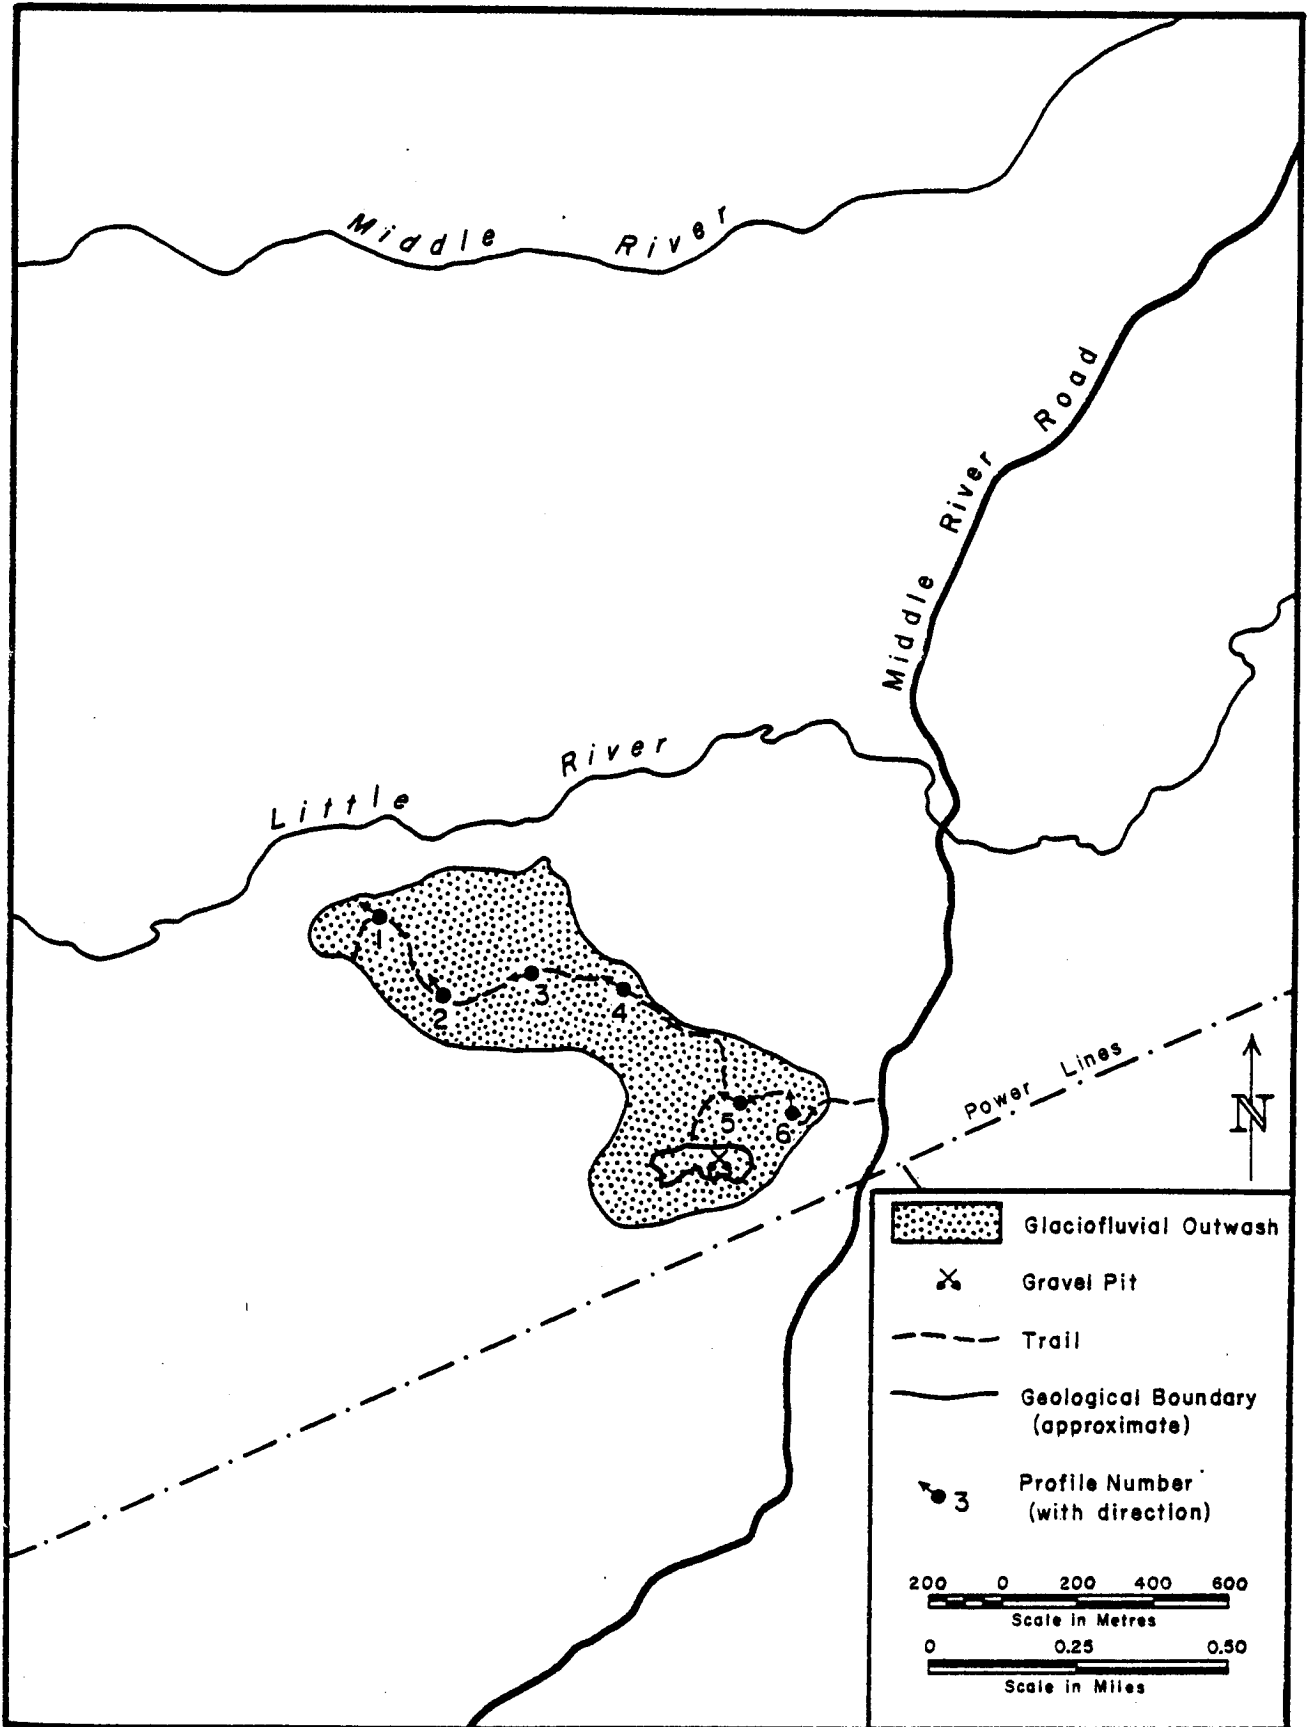 Middle River
Middle River Road
Little River
1
2
3
4
5
6
Power Lines
N
Glaciofluvial Outwash
Gravel Pit
Trail
Geological Boundary
(approximate)
3
Profile Number
(with direction)
200 0 200 400 600
Scale in Metres
0 0.25 0.50
Scale in Miles